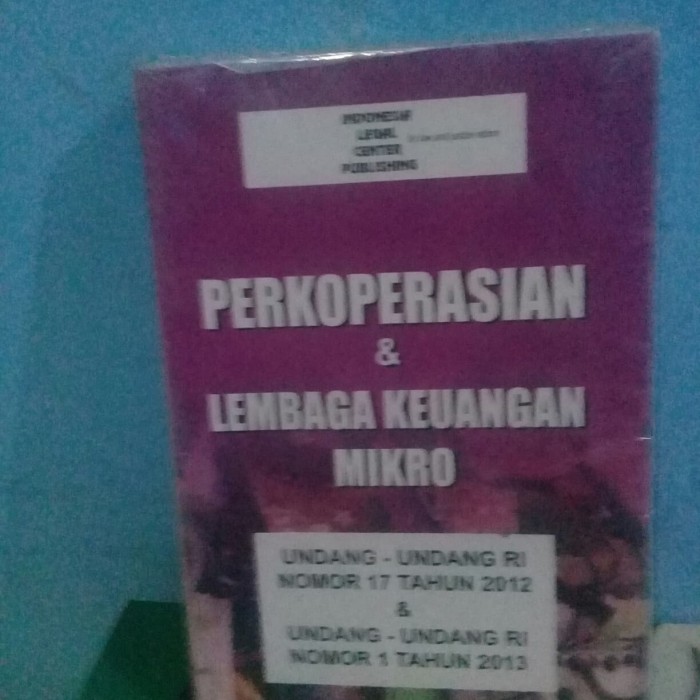 INDONESIA
LEGAL
CENTER
PUBLISHING
PERKOPERASIAN
&
LEMBAGA KEUANGAN
MIKRO
UNDANG - UNDANG RI
NOMOR 17 TAHUN 2012
&
UNDANG - UNDANG RI
NOMOR 1 TAHUN 2013